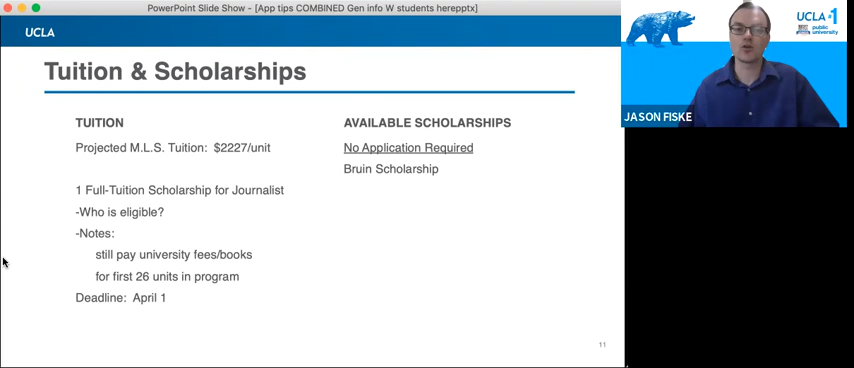 PowerPoint Slide Show - [App tips COMBINED Gen info W students herepptx]
UCLA
Tuition & Scholarships
TUITION
Projected M.L.S. Tuition: $2227/unit
1 Full-Tuition Scholarship for Journalist
-Who is eligible?
-Notes:
still pay university fees/books
for first 26 units in program
Deadline: April 1
AVAILABLE SCHOLARSHIPS
No Application Required
Bruin Scholarship
11
UCLA #1
public
university
JASON FISKE